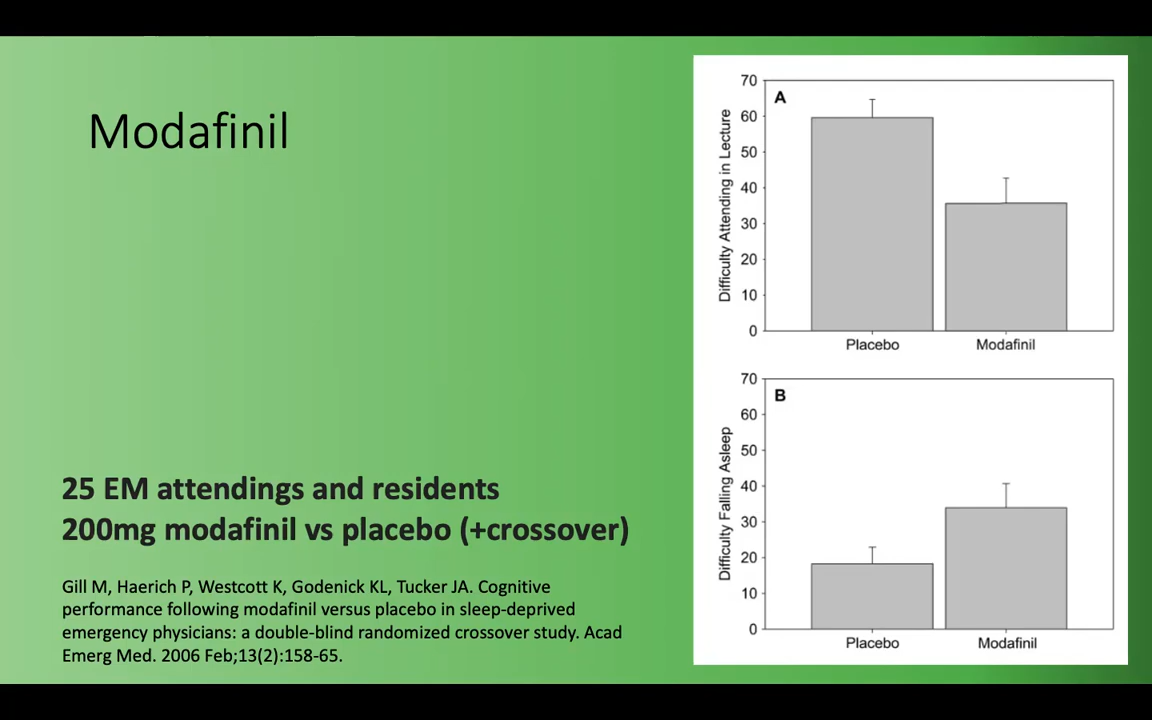 Modafinil
25 EM attendings and residents
200mg modafinil vs placebo (+crossover)
Gill M, Haerich P, Westcott K, Godenick KL, Tucker JA. Cognitive
performance following modafinil versus placebo in sleep-deprived
emergency physicians: a double-blind randomized crossover study. Acad
Emerg Med. 2006 Feb;13(2):158-65.
A
Difficulty Attending in Lecture
70
60
50
40
30
20
10
0
Placebo Modafinil
B
Difficulty Falling Asleep
70
60
50
40
30
20
10
0
Placebo Modafinil